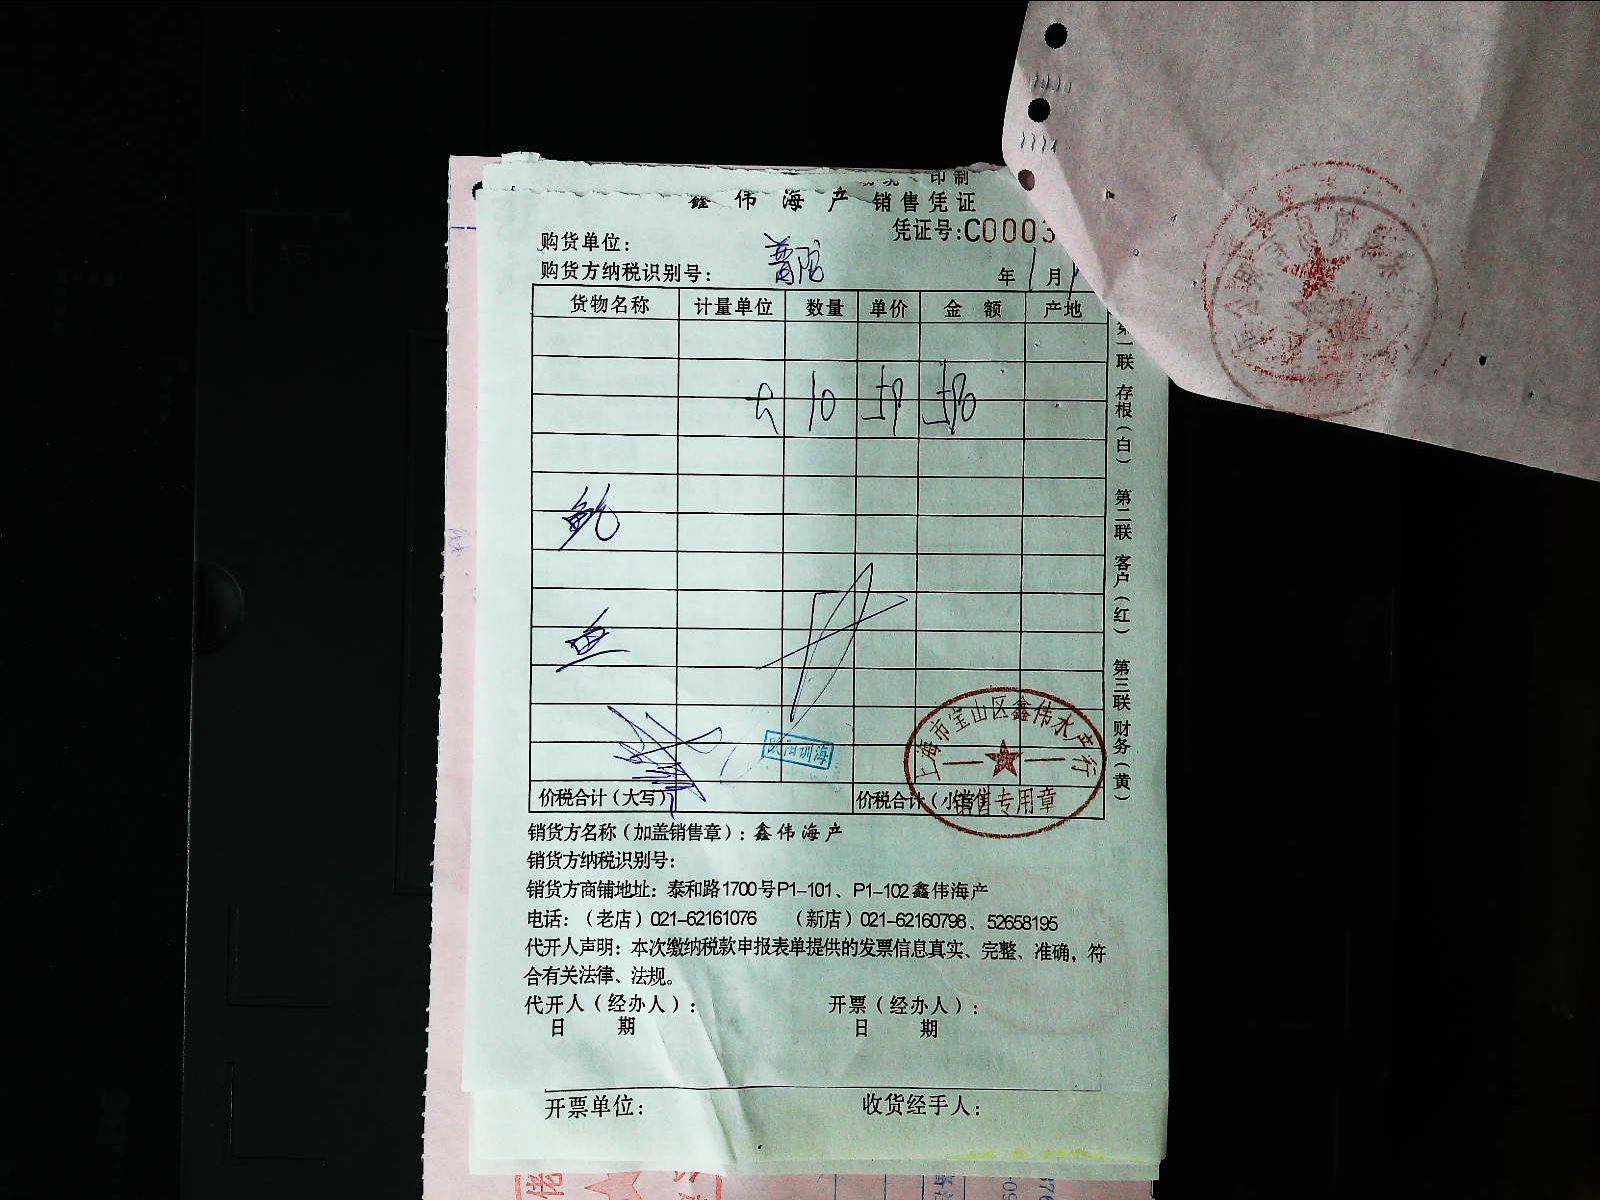 印制
鑫伟海产 销售凭证
凭证号:C0003
购货单位: 普陀
购货方纳税识别号: 年 月
货物名称 计量单位 数量 单价 金额 产地
10
鱼
第一联 存根(白) 第二联 客户(红) 第三联 财务(黄)
上海市宝山区鑫伟水产行
销售专用章
价税合计(大写) 价税合计(小写)
销货方名称(加盖销售章): 鑫伟海产
销货方纳税识别号:
销货方商铺地址: 泰和路1700号P1-101、P1-102鑫伟海产
电话: (老店)021-62161076 (新店)021-62160798、52658195
代开人声明: 本次缴纳税款申报表单提供的发票信息真实、完整、准确, 符
合有关法律、法规。
代开人(经办人): 开票(经办人):
日 期 日 期
开票单位: 收货经手人: